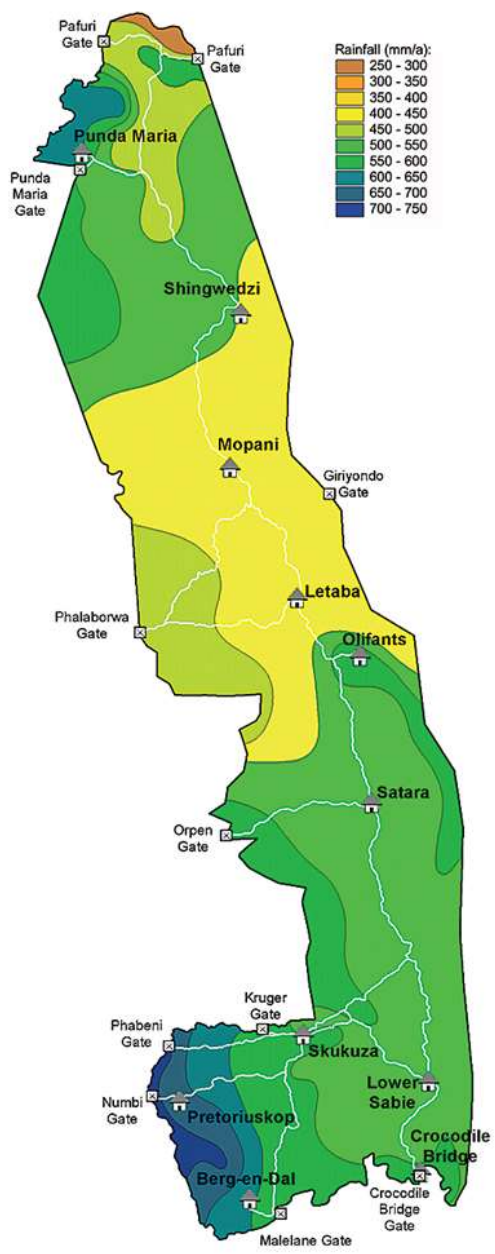 Pafuri
Gate
Pafuri
Gate
Rainfall (mm/a):
250 - 300
300 - 350
350 - 400
400 - 450
450 - 500
500 - 550
550 - 600
600 - 650
650 - 700
700 - 750
Punda Maria
Punda
Maria
Gate
Shingwedzi
Mopani
Giriyondo
Gate
Letaba
Phalaborwa
Gate
Olifants
Satara
Orpen
Gate
Kruger
Gate
Phabeni
Gate
Skukuza
Numbi
Gate
Pretoriuskop
Lower
Sabie
Crocodile
Bridge
Berg-en-Dal
Crocodile
Bridge
Gate
Malelane Gate